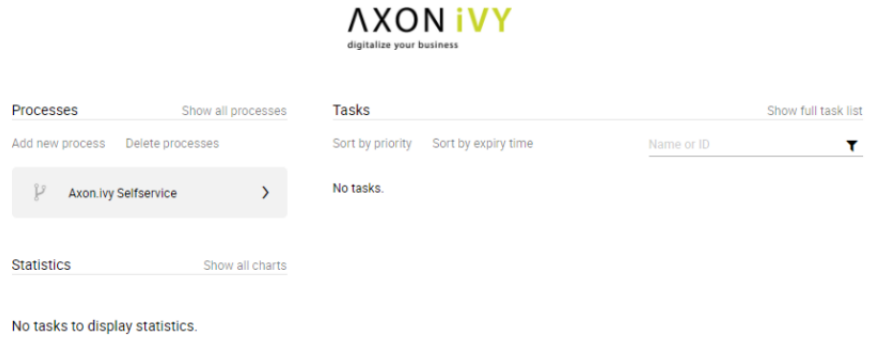 AXON iVY
digitalize your business
Processes
Show all processes
Add new process
Delete processes
Axon.ivy Selfservice
Statistics
Show all charts
No tasks to display statistics.
Tasks
Show full task list
Sort by priority
Sort by expiry time
Name or ID
No tasks.